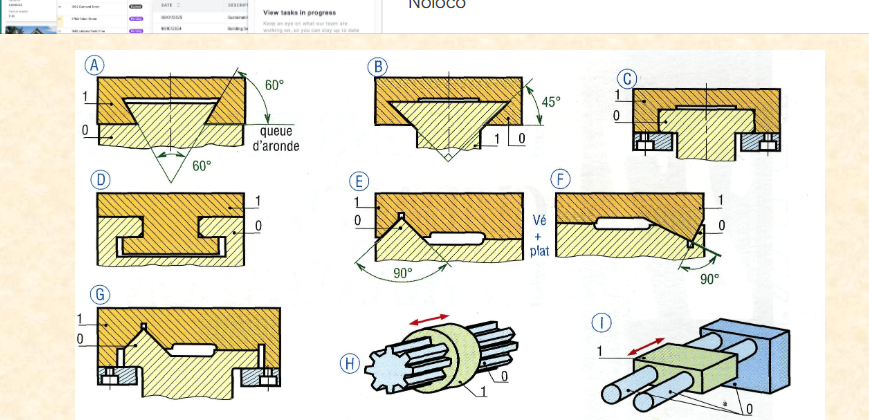 Noloco
DATE
View tasks in progress
Keep an eye on what our team are
working on, so you can stay up to date
A
60°
1
0
queue
d'aronde
60°
B
45°
1
0
C
1
0
D
1
0
E
1
0
90°
Vé
+
plat
F
1
0
90°
G
1
0
H
0
1
I
1
0